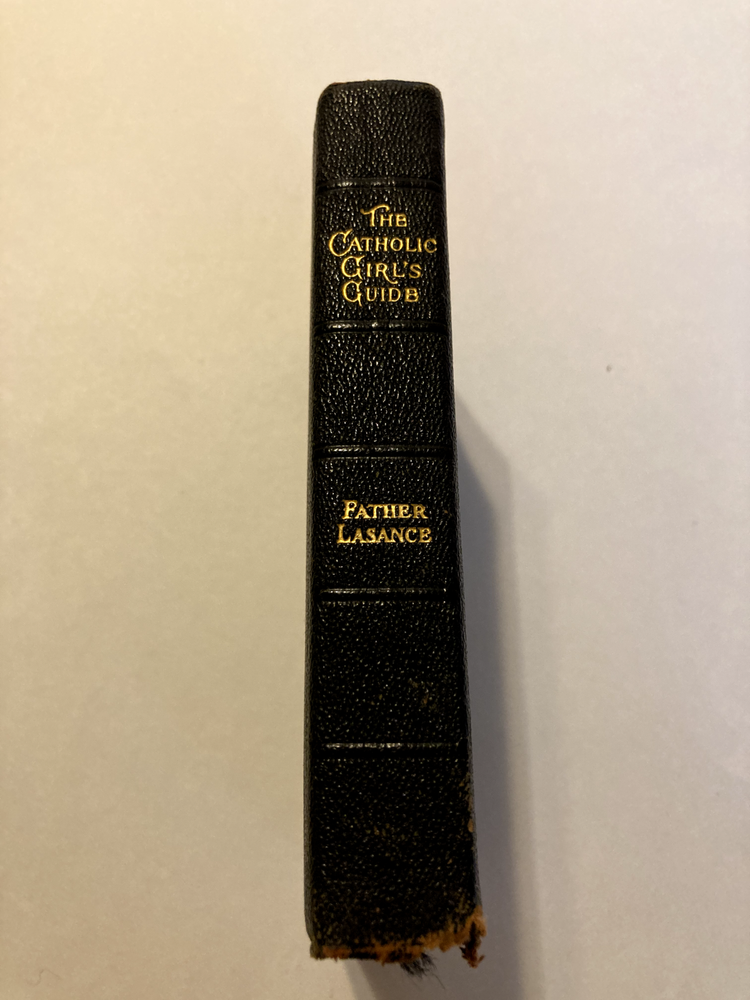 THE
CATHOLIC
GIRL'S
GUIDE
FATHER
LASANCE